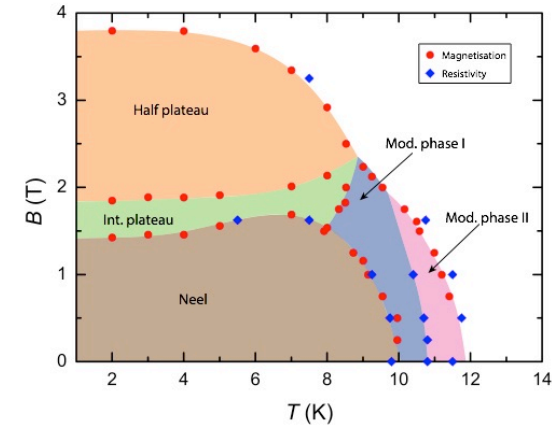 4
3
2
1
0
B (T)
Magnetisation
Resistivity
Half plateau
Mod. phase I
Int. plateau
Mod. phase II
Neel
2 4 6 8 10 12 14
T (K)